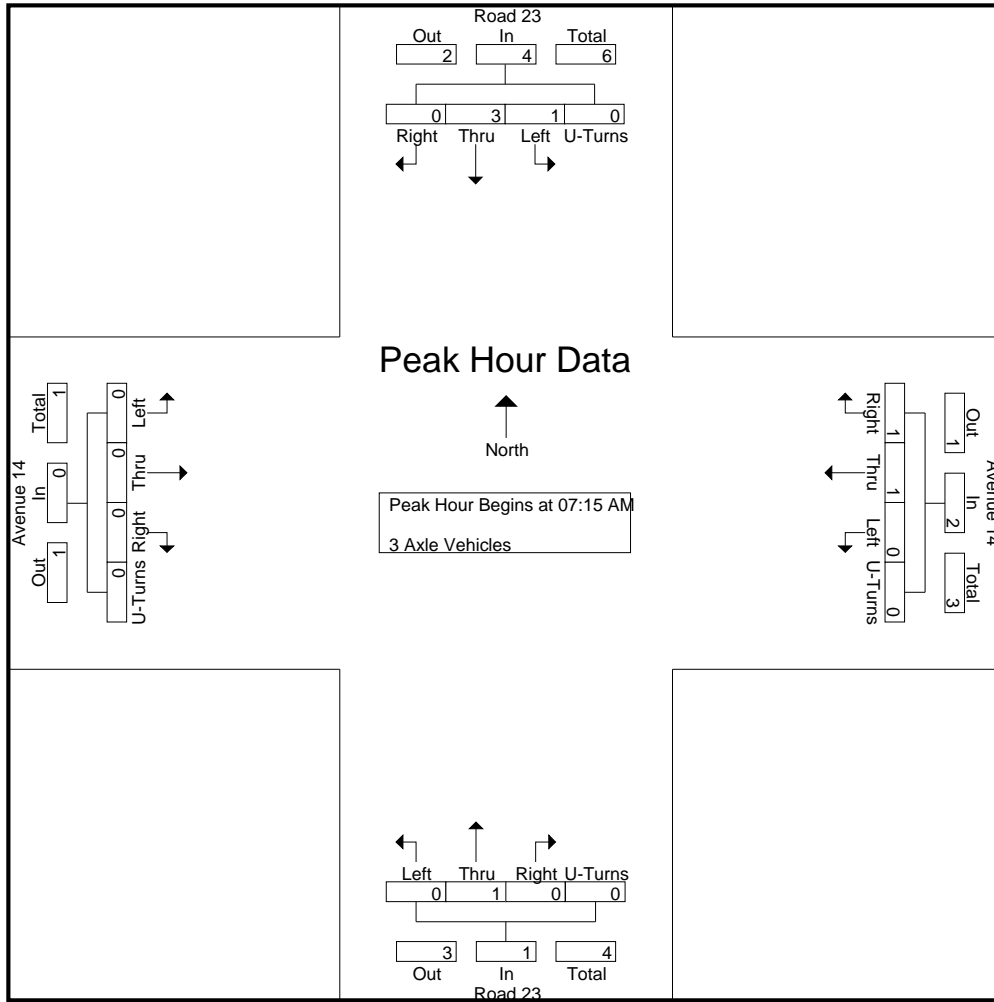 Road 23
Out In Total
2 4 6
0 3 1 0
Right Thru Left U-Turns
Peak Hour Data
North
Peak Hour Begins at 07:15 AM
3 Axle Vehicles
Avenue 14
Total In Out
1 0 1
0 0 0 0
Left Thru Right U-Turns
Right Thru Left U-Turns
1 1 0 0
Out In Total
1 2 3
Avenue 14
Left Thru Right U-Turns
0 1 0 0
3 1 4
Out In Total
Road 23